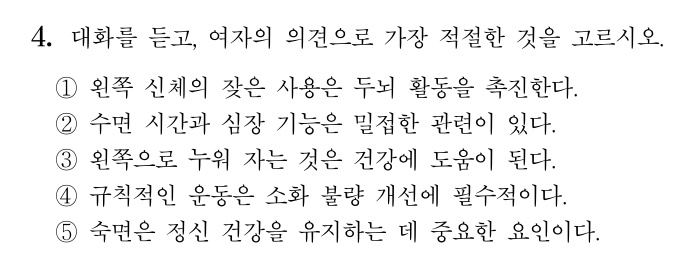 4. 대화를 듣고, 여자의 의견으로 가장 적절한 것을 고르시오.
① 왼쪽 신체의 잦은 사용은 두뇌 활동을 촉진한다.
② 수면 시간과 심장 기능은 밀접한 관련이 있다.
③ 왼쪽으로 누워 자는 것은 건강에 도움이 된다.
④ 규칙적인 운동은 소화 불량 개선에 필수적이다.
⑤ 숙면은 정신 건강을 유지하는 데 중요한 요인이다.